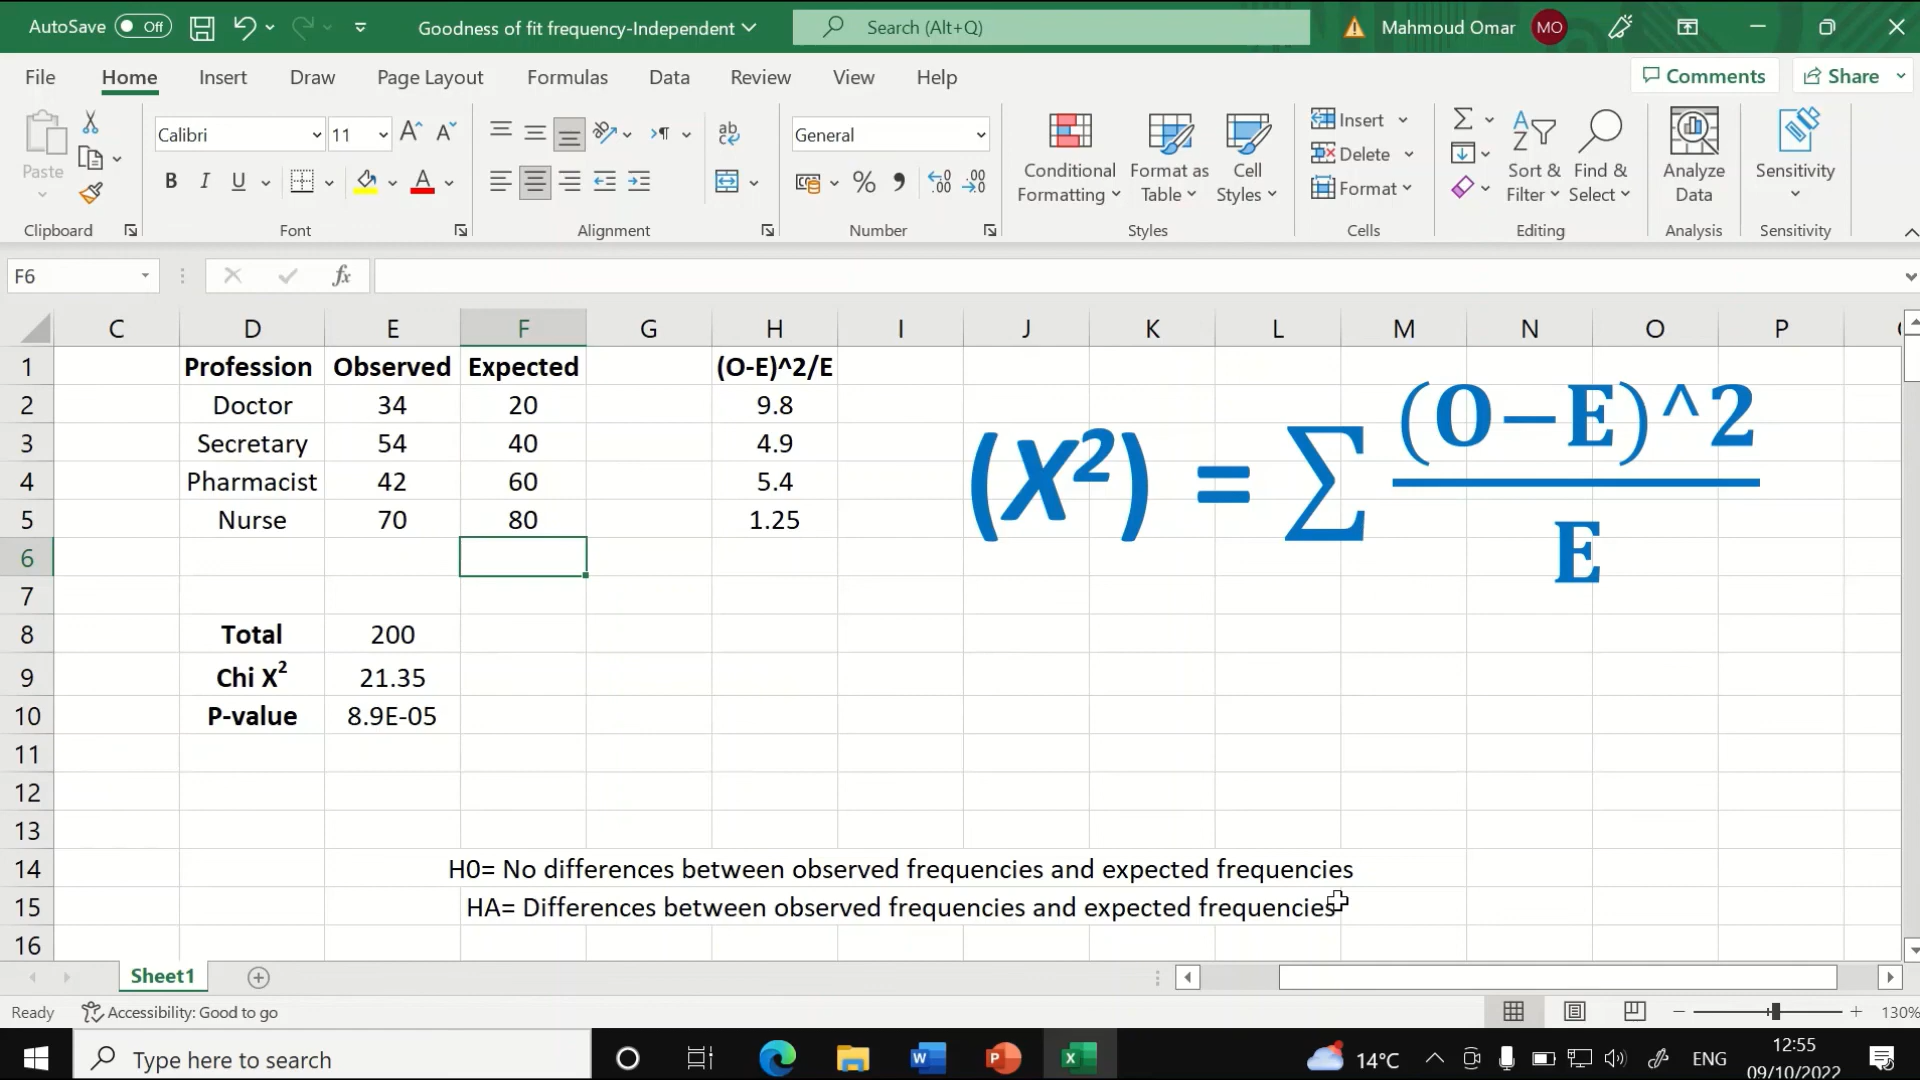 AutoSave Off Goodness of fit frequency-Independent Search (Alt+Q) Mahmoud Omar MO
File Home Insert Draw Page Layout Formulas Data Review View Help Comments Share
Paste Calibri 11 General Conditional Formatting Format as Table Cell Styles Insert Delete Format Sort & Filter Find & Select Analyze Data Sensitivity
Clipboard Font Alignment Number Styles Cells Editing Analysis Sensitivity
F6 fx
C D E F G H I J K L M N O P
1 Profession Observed Expected (O-E)^2/E
2 Doctor 34 20 9.8
3 Secretary 54 40 4.9
4 Pharmacist 42 60 5.4
5 Nurse 70 80 1.25
(X²) = ∑ (O−E)^2
E
6
7
8 Total 200
9 Chi X² 21.35
10 P-value 8.9E-05
11
12
13
14 H0= No differences between observed frequencies and expected frequencies
15 HA= Differences between observed frequencies and expected frequencies
16
Sheet1
Ready Accessibility: Good to go 130%
Type here to search 14°C ENG 12:55
09/10/2022